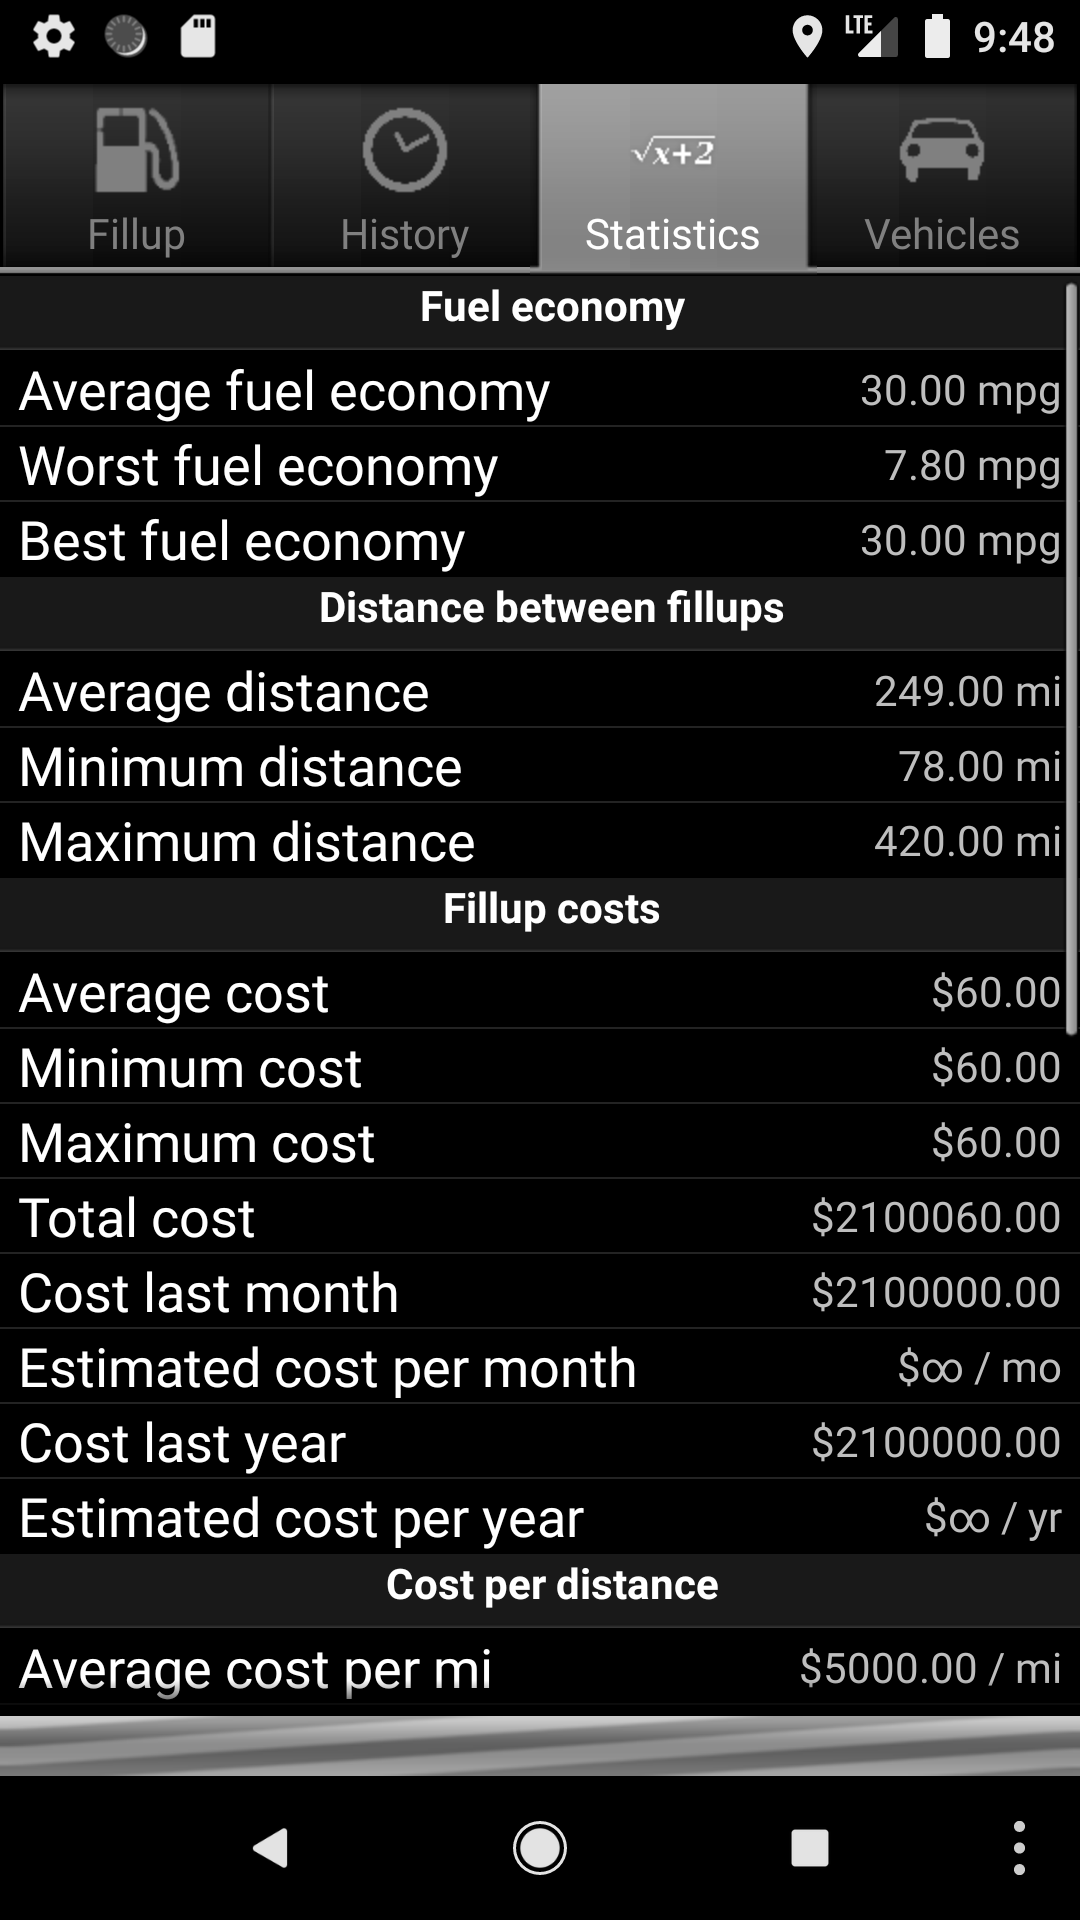 LTE 9:48
√x+2
Fillup History Statistics Vehicles
Fuel economy
Average fuel economy 30.00 mpg
Worst fuel economy 7.80 mpg
Best fuel economy 30.00 mpg
Distance between fillups
Average distance 249.00 mi
Minimum distance 78.00 mi
Maximum distance 420.00 mi
Fillup costs
Average cost $60.00
Minimum cost $60.00
Maximum cost $60.00
Total cost $2100060.00
Cost last month $2100000.00
Estimated cost per month $∞ / mo
Cost last year $2100000.00
Estimated cost per year $∞ / yr
Cost per distance
Average cost per mi $5000.00 / mi